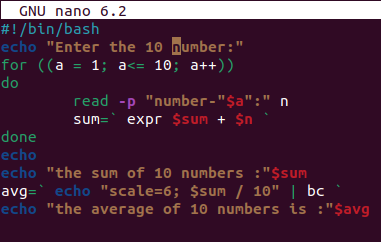 GNU nano 6.2
#!/bin/bash
echo "Enter the 10 number:"
for ((a = 1; a<= 10; a++))
do
        read -p "number-"$a":" n
        sum=` expr $sum + $n `
done
echo
echo "the sum of 10 numbers :"$sum
avg=` echo "scale=6; $sum / 10" | bc `
echo "the average of 10 numbers is :"$avg